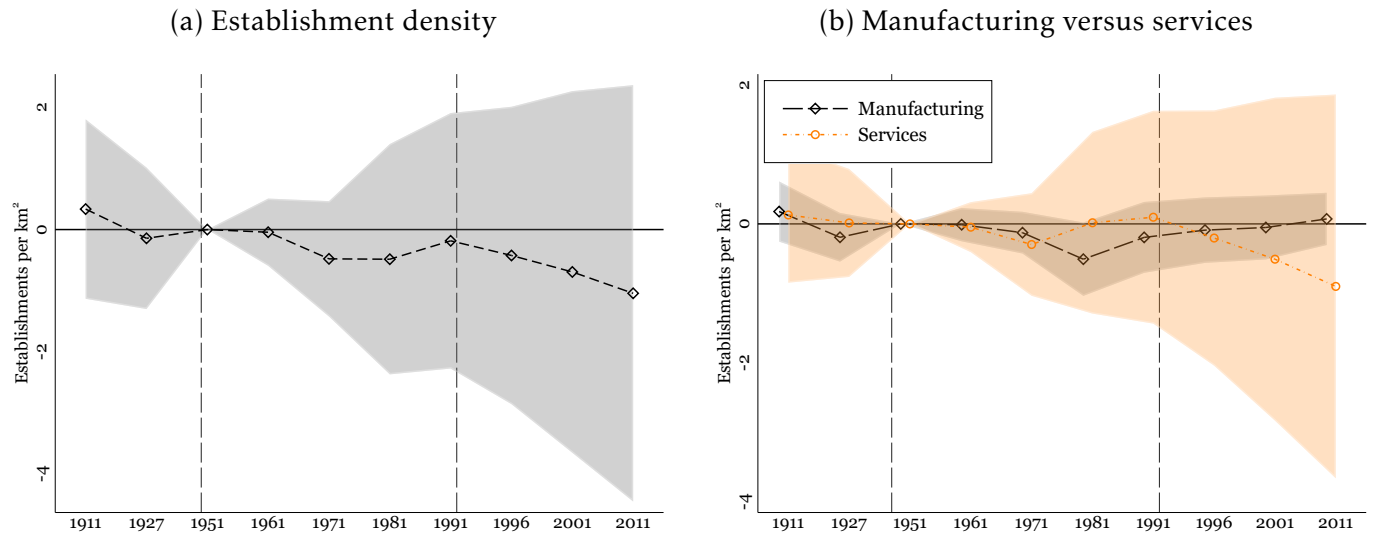 (a) Establishment density
Establishments per km²
2
0
-2
-4
1911 1927 1951 1961 1971 1981 1991 1996 2001 2011
(b) Manufacturing versus services
Establishments per km²
2
0
-2
-4
Manufacturing
Services
1911 1927 1951 1961 1971 1981 1991 1996 2001 2011